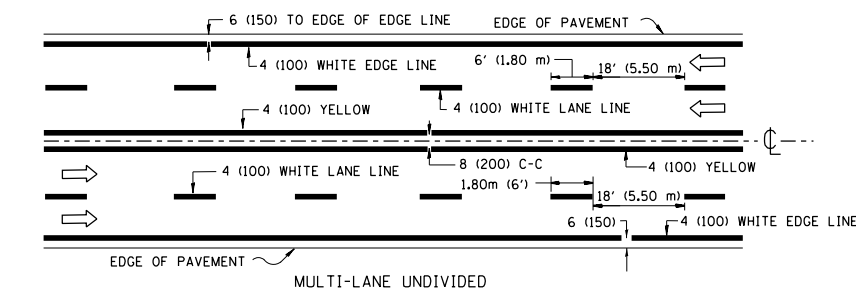 6 (150) TO EDGE OF EDGE LINE
EDGE OF PAVEMENT
4 (100) WHITE EDGE LINE
6' (1.80 m)
18' (5.50 m)
4 (100) YELLOW
4 (100) WHITE LANE LINE
℄
4 (100) WHITE LANE LINE
8 (200) C-C
4 (100) YELLOW
1.80m (6')
18' (5.50 m)
6 (150)
4 (100) WHITE EDGE LINE
EDGE OF PAVEMENT
MULTI-LANE UNDIVIDED